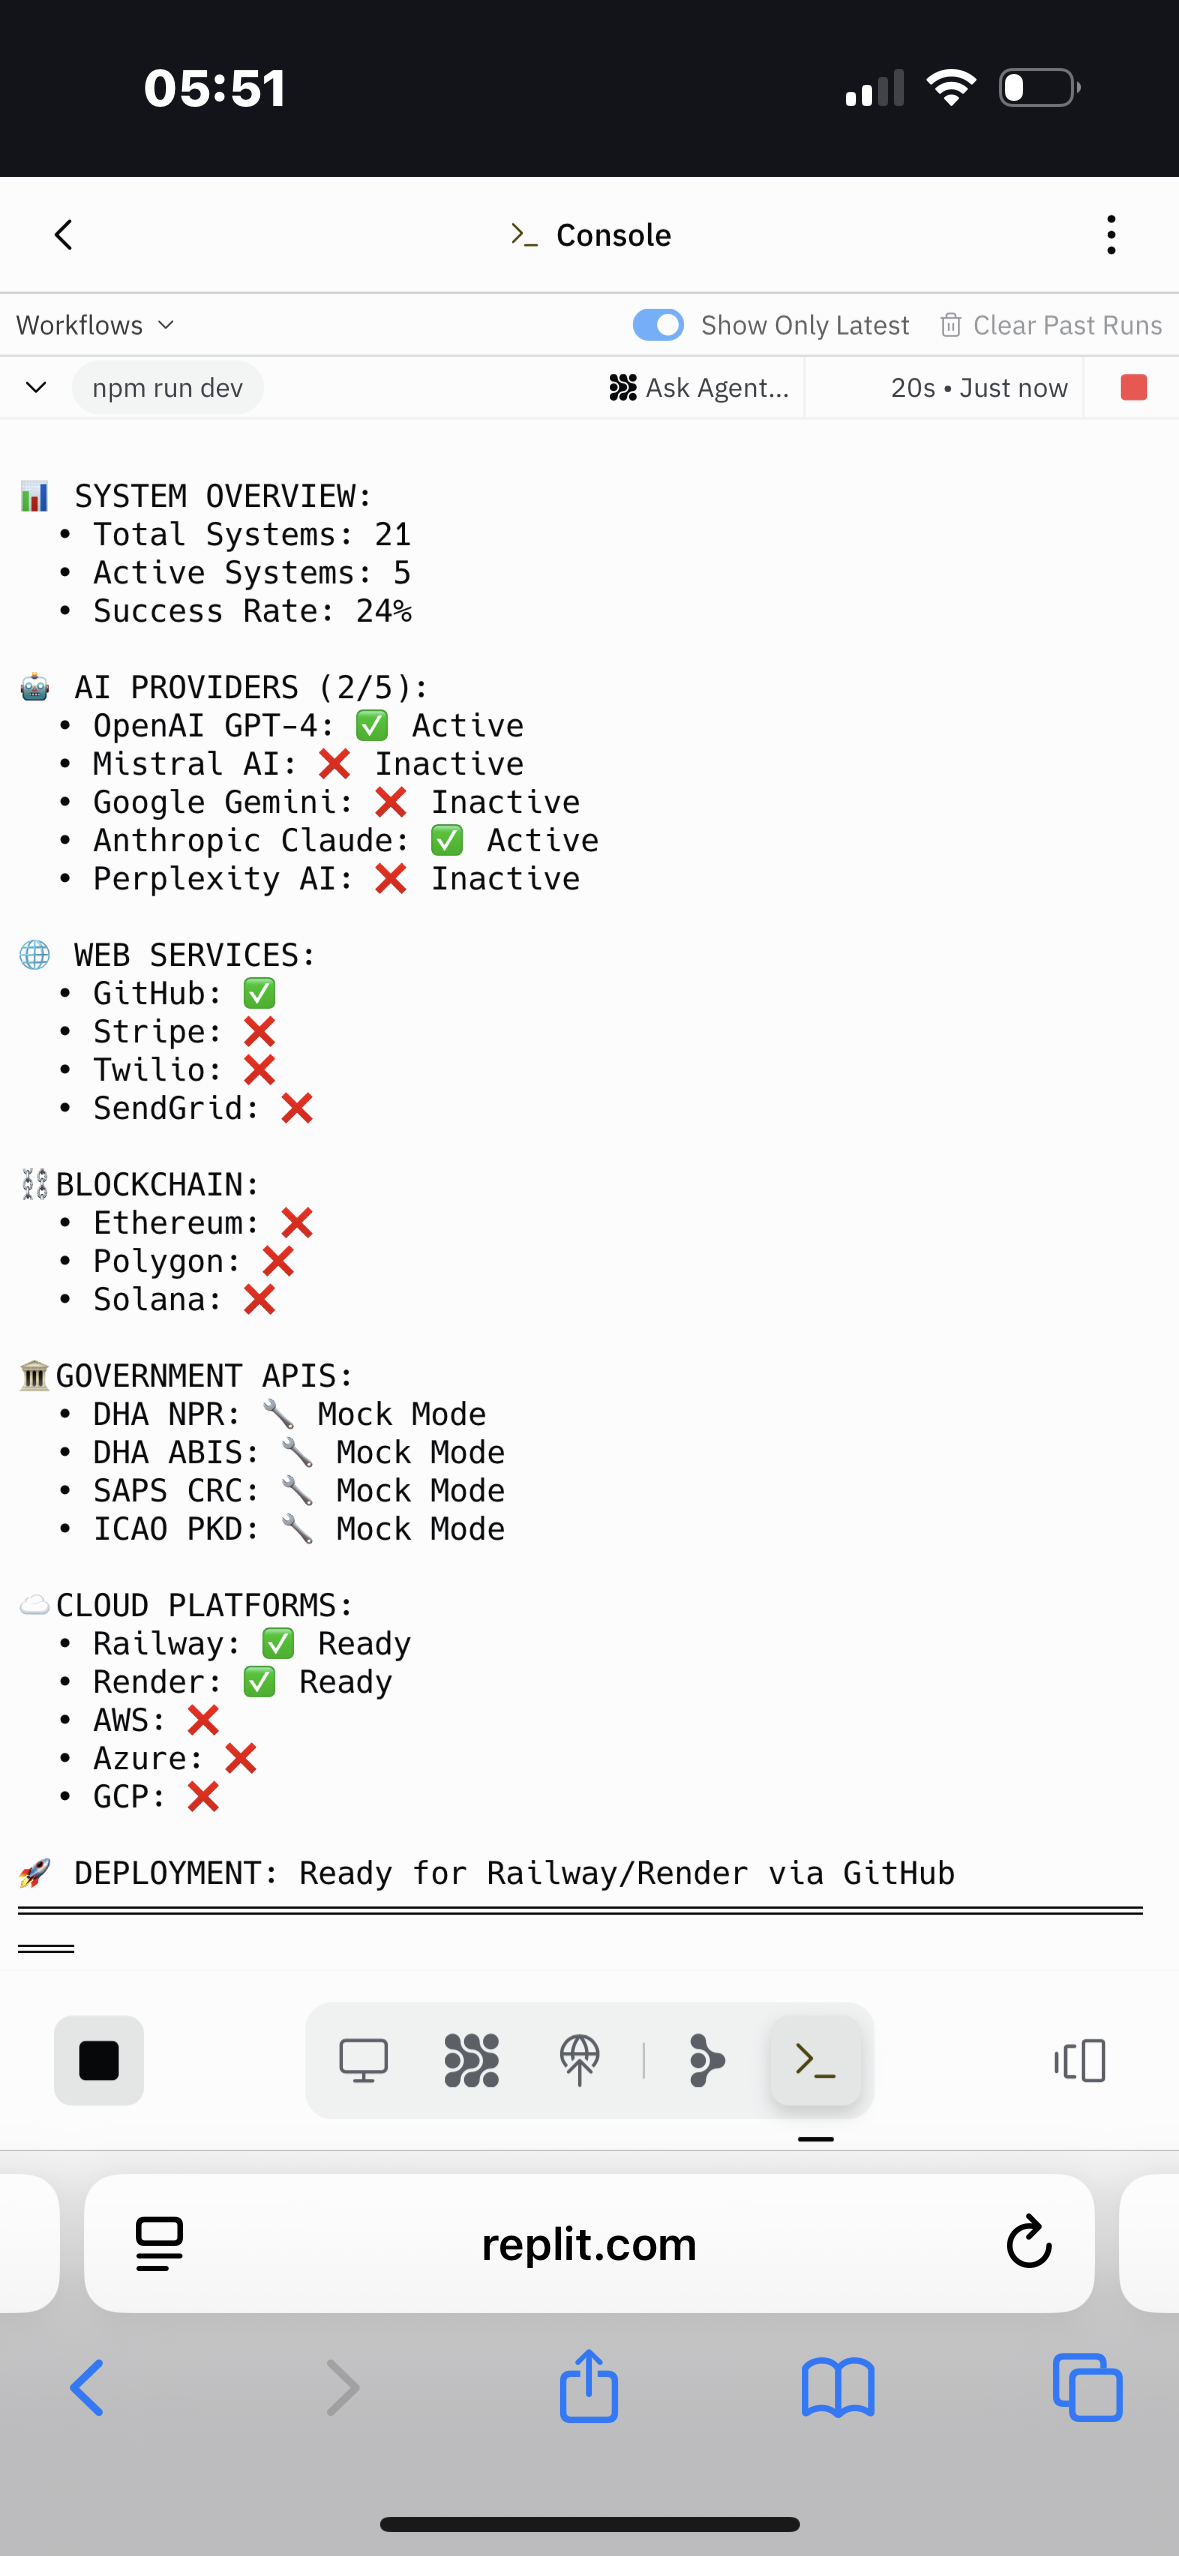 05:51
Console
Workflows
Show Only Latest
Clear Past Runs
npm run dev
Ask Agent...
20s • Just now
📊 SYSTEM OVERVIEW:
• Total Systems: 21
• Active Systems: 5
• Success Rate: 24%
🤖 AI PROVIDERS (2/5):
• OpenAI GPT-4: ✅ Active
• Mistral AI: ❌ Inactive
• Google Gemini: ❌ Inactive
• Anthropic Claude: ✅ Active
• Perplexity AI: ❌ Inactive
🌐 WEB SERVICES:
• GitHub: ✅
• Stripe: ❌
• Twilio: ❌
• SendGrid: ❌
⛓️ BLOCKCHAIN:
• Ethereum: ❌
• Polygon: ❌
• Solana: ❌
🏛️ GOVERNMENT APIS:
• DHA NPR: 🔧 Mock Mode
• DHA ABIS: 🔧 Mock Mode
• SAPS CRC: 🔧 Mock Mode
• ICAO PKD: 🔧 Mock Mode
☁️ CLOUD PLATFORMS:
• Railway: ✅ Ready
• Render: ✅ Ready
• AWS: ❌
• Azure: ❌
• GCP: ❌
🚀 DEPLOYMENT: Ready for Railway/Render via GitHub
replit.com